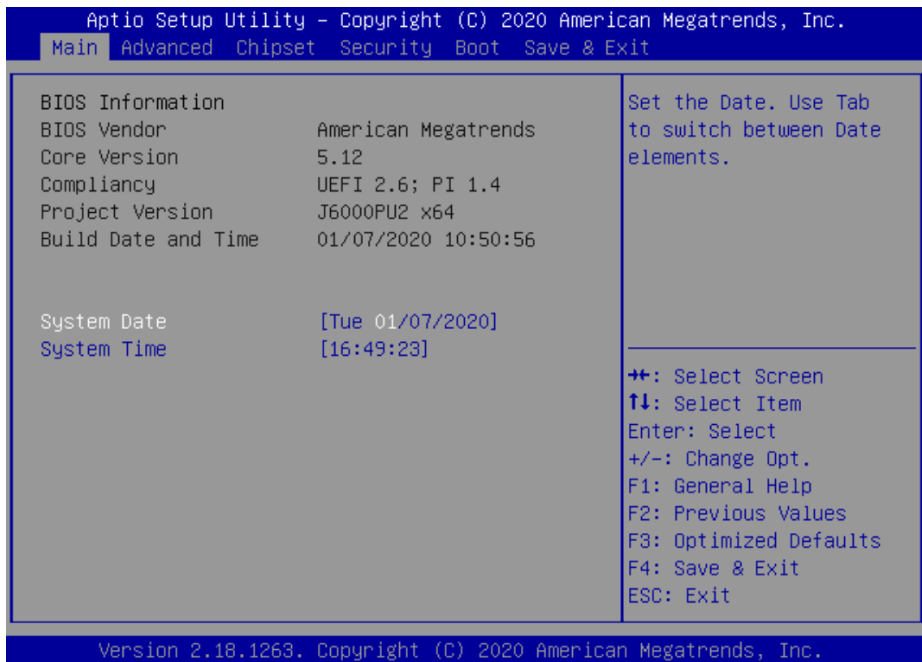 Aptio Setup Utility – Copyright (C) 2020 American Megatrends, Inc.
Main Advanced Chipset Security Boot Save & Exit
BIOS Information
BIOS Vendor American Megatrends
Core Version 5.12
Compliancy UEFI 2.6; PI 1.4
Project Version J6000PU2 x64
Build Date and Time 01/07/2020 10:50:56
System Date [Tue 01/07/2020]
System Time [16:49:23]
Set the Date. Use Tab
to switch between Date
elements.
→←: Select Screen
↑↓: Select Item
Enter: Select
+/-: Change Opt.
F1: General Help
F2: Previous Values
F3: Optimized Defaults
F4: Save & Exit
ESC: Exit
Version 2.18.1263. Copyright (C) 2020 American Megatrends, Inc.